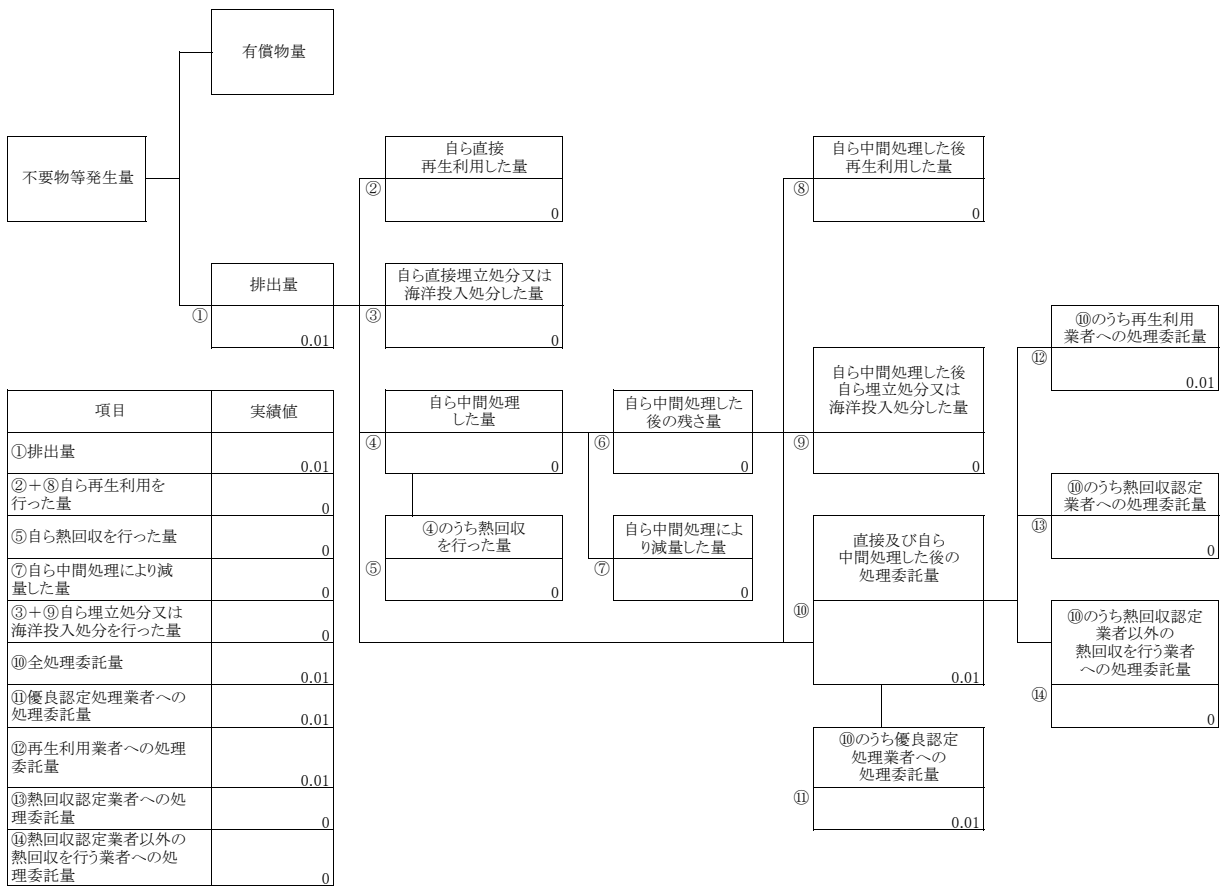 有償物量
不要物等発生量
排出量
①
0.01
自ら直接
再生利用した量
②
0
自ら直接埋立処分又は
海洋投入処分した量
③
0
自ら中間処理
した量
④
0
④のうち熱回収
を行った量
⑤
0
自ら中間処理した
後の残さ量
⑥
0
自ら中間処理によ
り減量した量
⑦
0
自ら中間処理した後
再生利用した量
⑧
0
自ら中間処理した後
自ら埋立処分又は
海洋投入処分した量
⑨
0
直接及び自ら
中間処理した後の
処理委託量
⑩
0.01
⑩のうち優良認定
処理業者への
処理委託量
⑪
0.01
⑩のうち再生利用
業者への処理委託量
⑫
0.01
⑩のうち熱回収認定
業者への処理委託量
⑬
0
⑩のうち熱回収認定
業者以外の
熱回収を行う業者
への処理委託量
⑭
0
項目 実績値
①排出量
0.01
②+⑧自ら再生利用を
行った量
0
⑤自ら熱回収を行った量
0
⑦自ら中間処理により減
量した量
0
③+⑨自ら埋立処分又は
海洋投入処分を行った量
0
⑩全処理委託量
0.01
⑪優良認定処理業者への
処理委託量
0.01
⑫再生利用業者への処理
委託量
0.01
⑬熱回収認定業者への処
理委託量
0
⑭熱回収認定業者以外の
熱回収を行う業者への処
理委託量
0